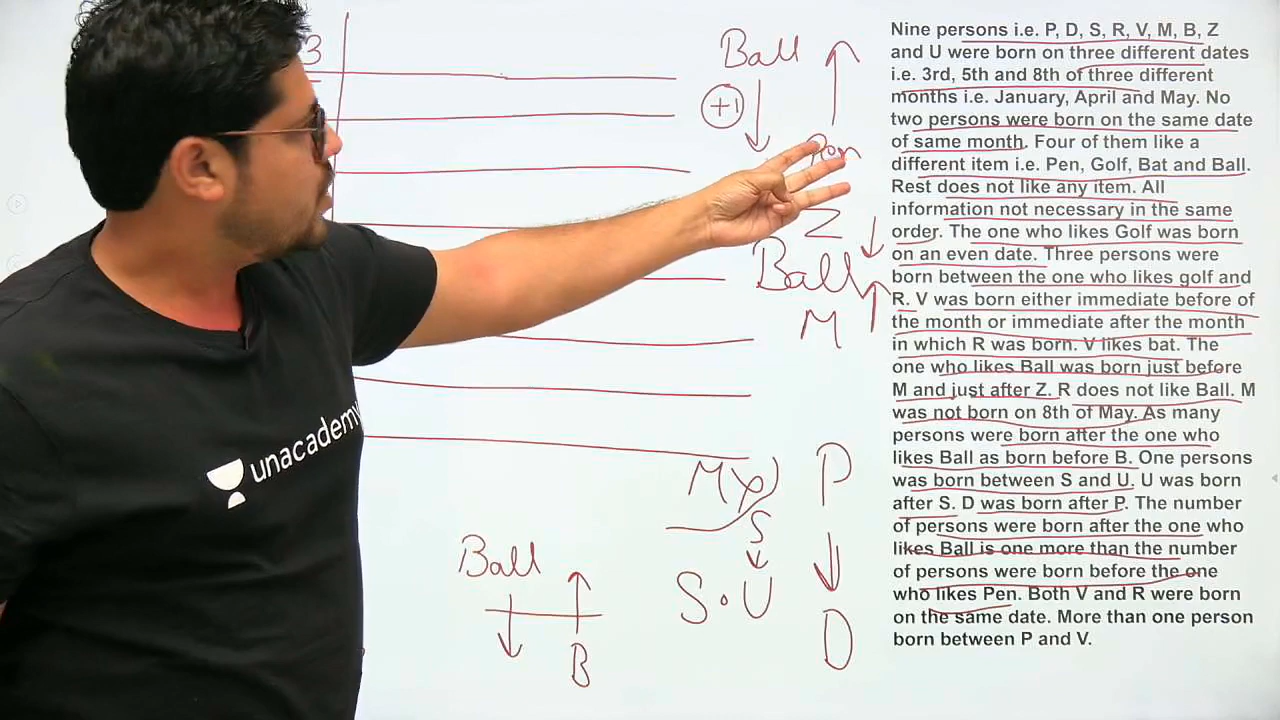 3
Ball
+1
Pen
Z
Ball
M
Nine persons i.e. P, D, S, R, V, M, B, Z
and U were born on three different dates
i.e. 3rd, 5th and 8th of three different
months i.e. January, April and May. No
two persons were born on the same date
of same month. Four of them like a
different item i.e. Pen, Golf, Bat and Ball.
Rest does not like any item. All
information not necessary in the same
order. The one who likes Golf was born
on an even date. Three persons were
born between the one who likes golf and
R. V was born either immediate before of
the month or immediate after the month
in which R was born. V likes bat. The
one who likes Ball was born just before
M and just after Z. R does not like Ball. M
was not born on 8th of May. As many
persons were born after the one who
likes Ball as born before B. One persons
was born between S and U. U was born
after S. D was born after P. The number
of persons were born after the one who
likes Ball is one more than the number
of persons were born before the one
who likes Pen. Both V and R were born
on the same date. More than one person
born between P and V.
P
S
Ball
S • U
B
D
unacademy